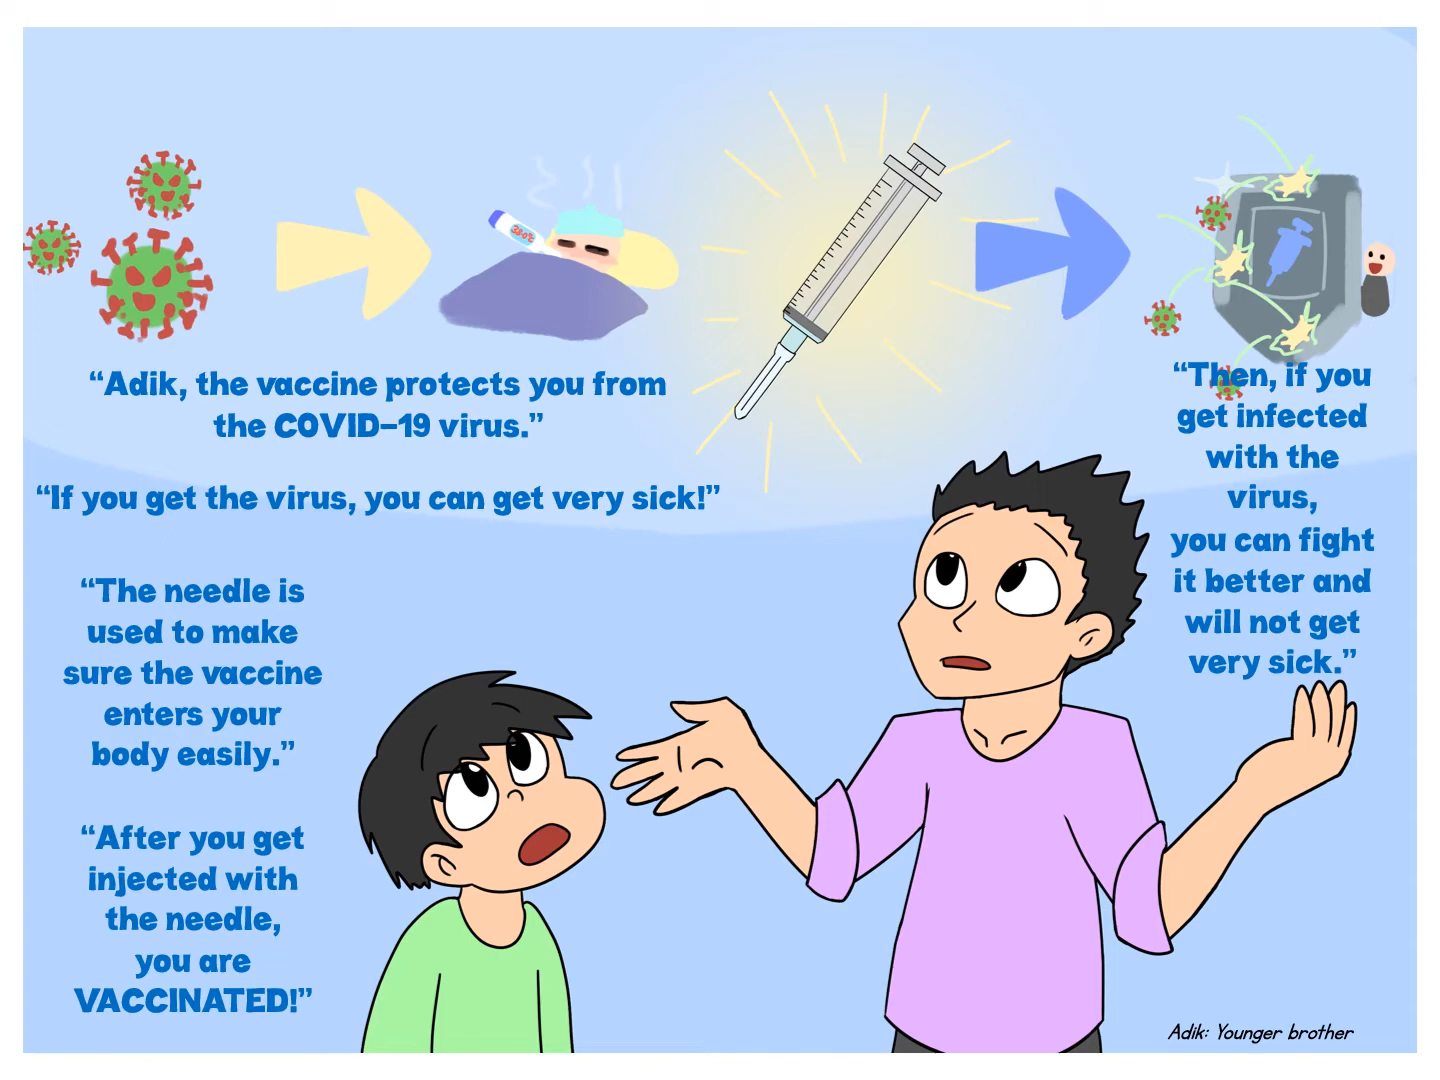 “Adik, the vaccine protects you from
the COVID-19 virus.”
“If you get the virus, you can get very sick!”
“The needle is
used to make
sure the vaccine
enters your
body easily.”
“After you get
injected with
the needle,
you are
VACCINATED!”
“Then, if you
get infected
with the
virus,
you can fight
it better and
will not get
very sick.”
Adik: Younger brother